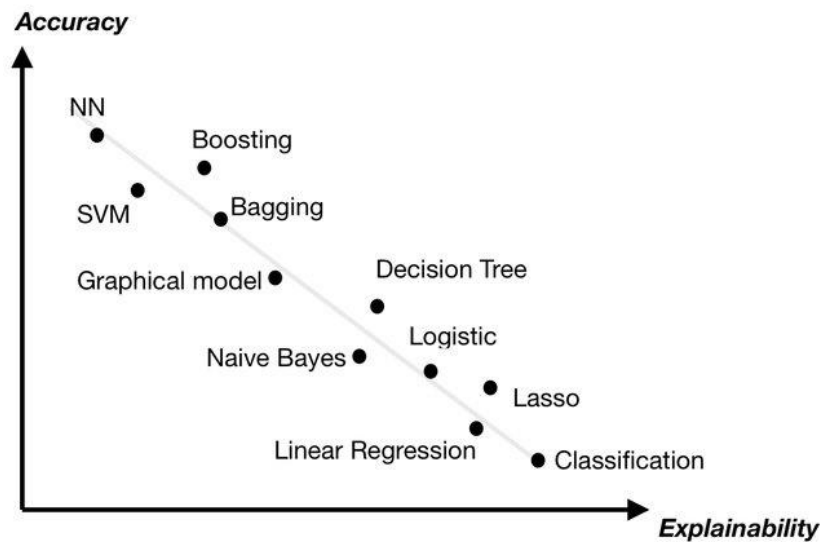 Accuracy
NN
Boosting
SVM
Bagging
Graphical model
Decision Tree
Logistic
Naive Bayes
Lasso
Linear Regression
Classification
Explainability